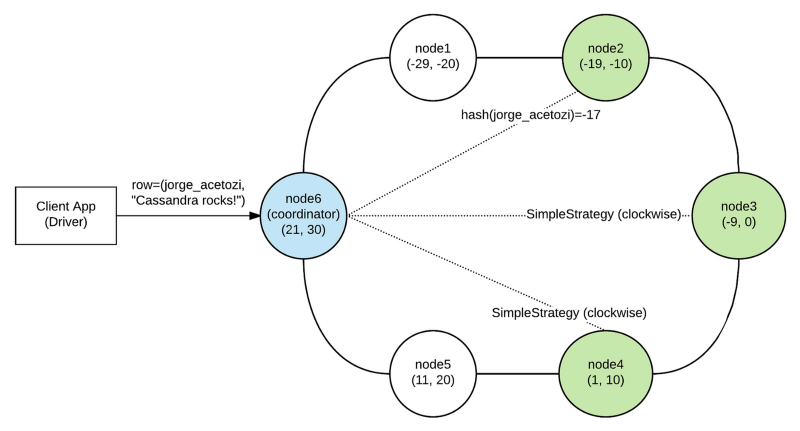 node1
(-29, -20)
node2
(-19, -10)
hash(jorge_acetozi)=-17
row=(jorge_acetozi,
"Cassandra rocks!")
Client App
(Driver)
node6
(coordinator)
(21, 30)
SimpleStrategy (clockwise)
node3
(-9, 0)
SimpleStrategy (clockwise)
node5
(11, 20)
node4
(1, 10)